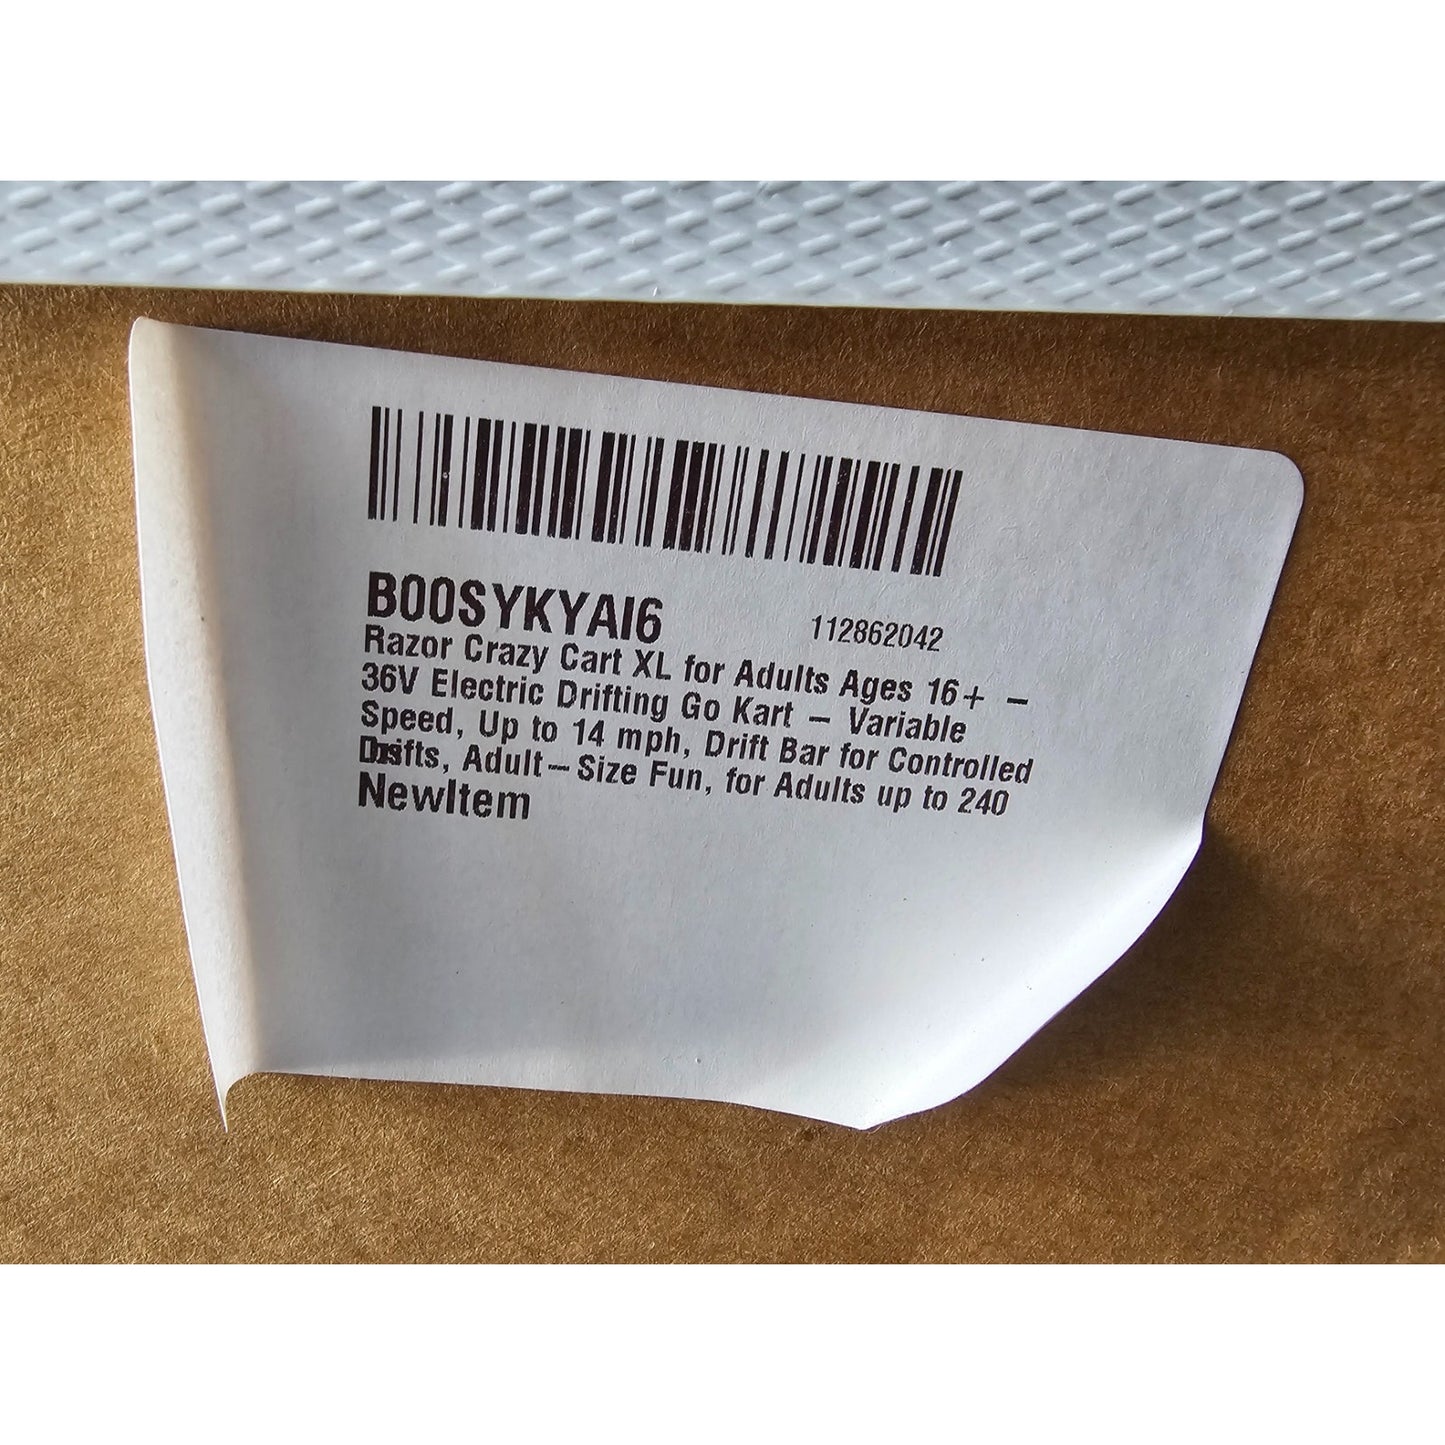 B00SYKYAI6
112862042
Razor Crazy Cart XL for Adults Ages 16+ –
36V Electric Drifting Go Kart – Variable
Speed, Up to 14 mph, Drift Bar for Controlled
Drifts, Adult–Size Fun, for Adults up to 240
lbs
NewItem